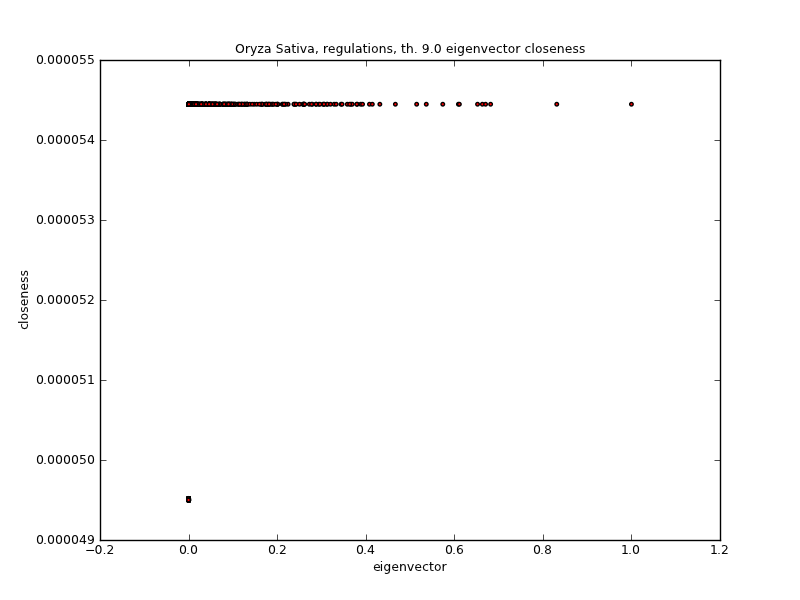 Oryza Sativa, regulations, th. 9.0 eigenvector closeness
0.000055
0.000054
0.000053
0.000052
0.000051
0.000050
0.000049
closeness
−0.2 0.0 0.2 0.4 0.6 0.8 1.0 1.2
eigenvector